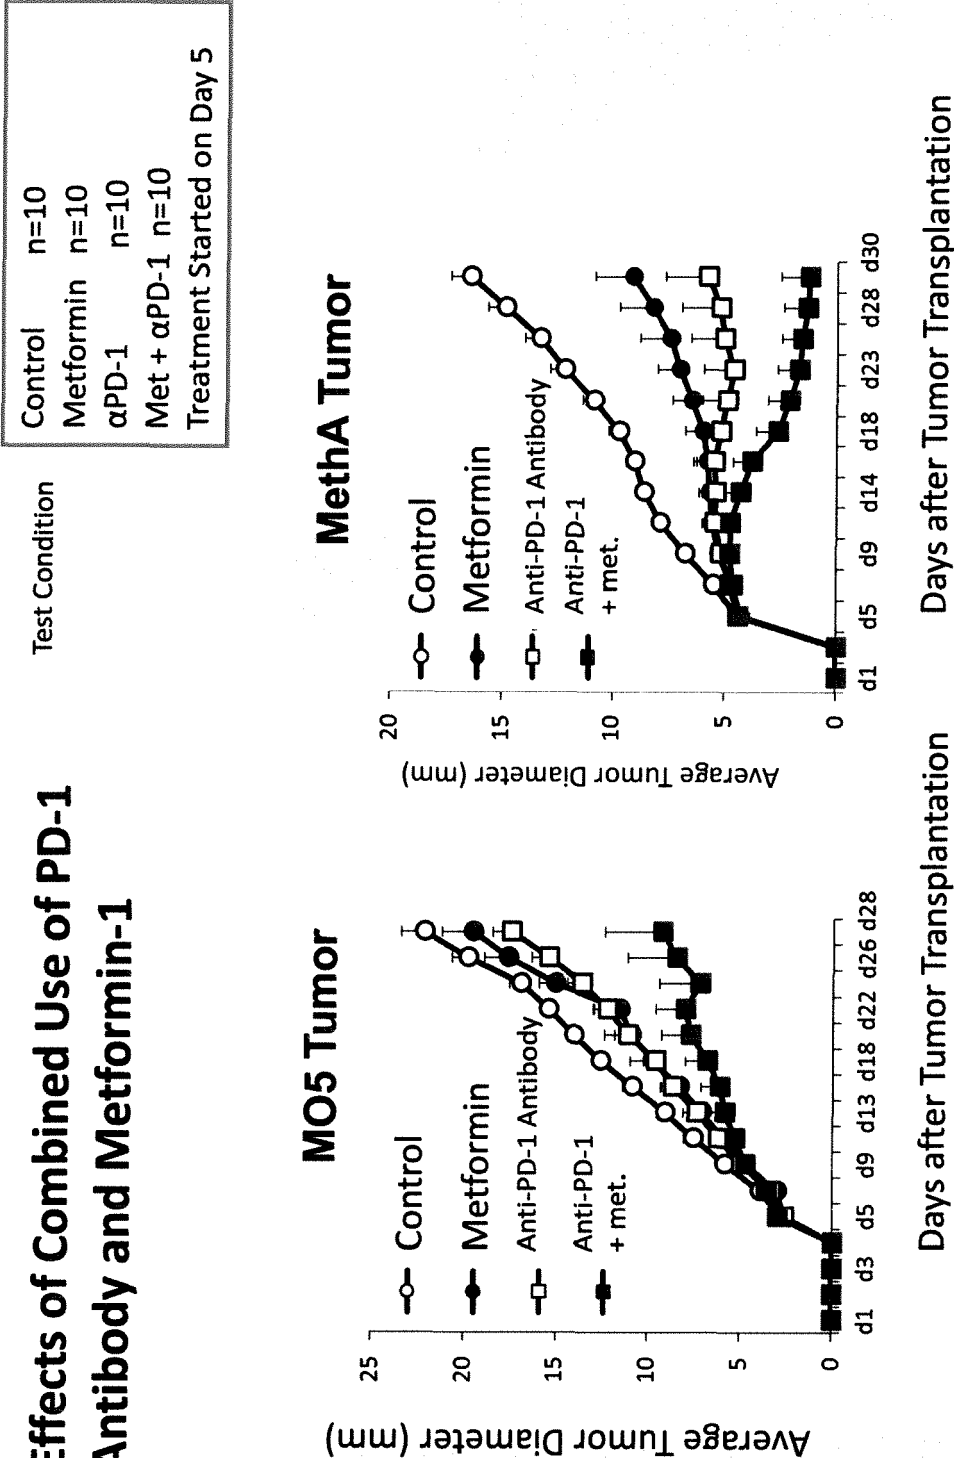 Effects of Combined Use of PD-1
Antibody and Metformin-1
Test Condition
Control n=10
Metformin n=10
αPD-1 n=10
Met + αPD-1 n=10
Treatment Started on Day 5
MO5 Tumor
Average Tumor Diameter (mm)
25
20
15
10
5
0
Control
Metformin
Anti-PD-1 Antibody
Anti-PD-1
+ met.
d1 d3 d5 d9 d13 d18 d22 d26 d28
Days after Tumor Transplantation
MethA Tumor
Average Tumor Diameter (mm)
20
15
10
5
0
Control
Metformin
Anti-PD-1 Antibody
Anti-PD-1
+ met.
d1 d5 d9 d14 d18 d23 d28 d30
Days after Tumor Transplantation